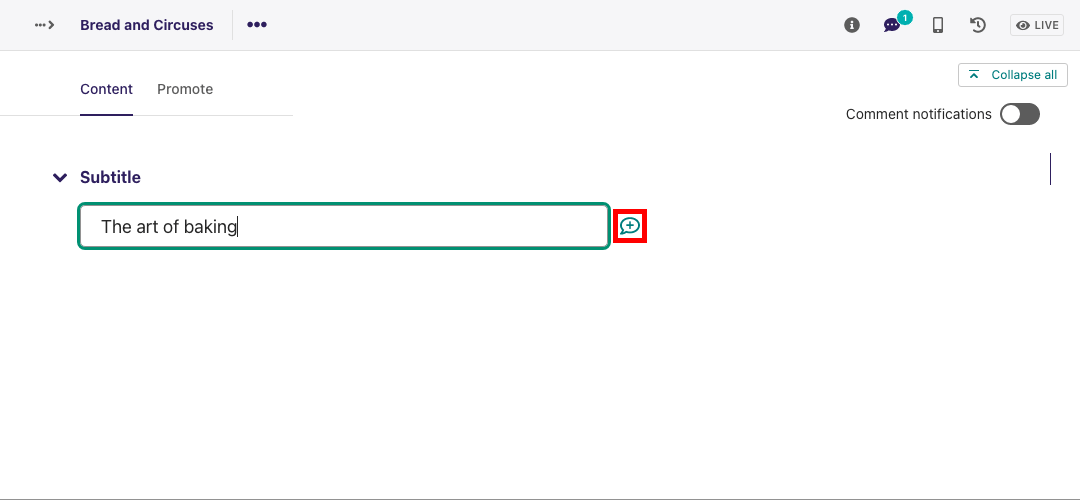 Bread and Circuses
1
LIVE
Collapse all
Content Promote
Comment notifications
Subtitle
The art of baking